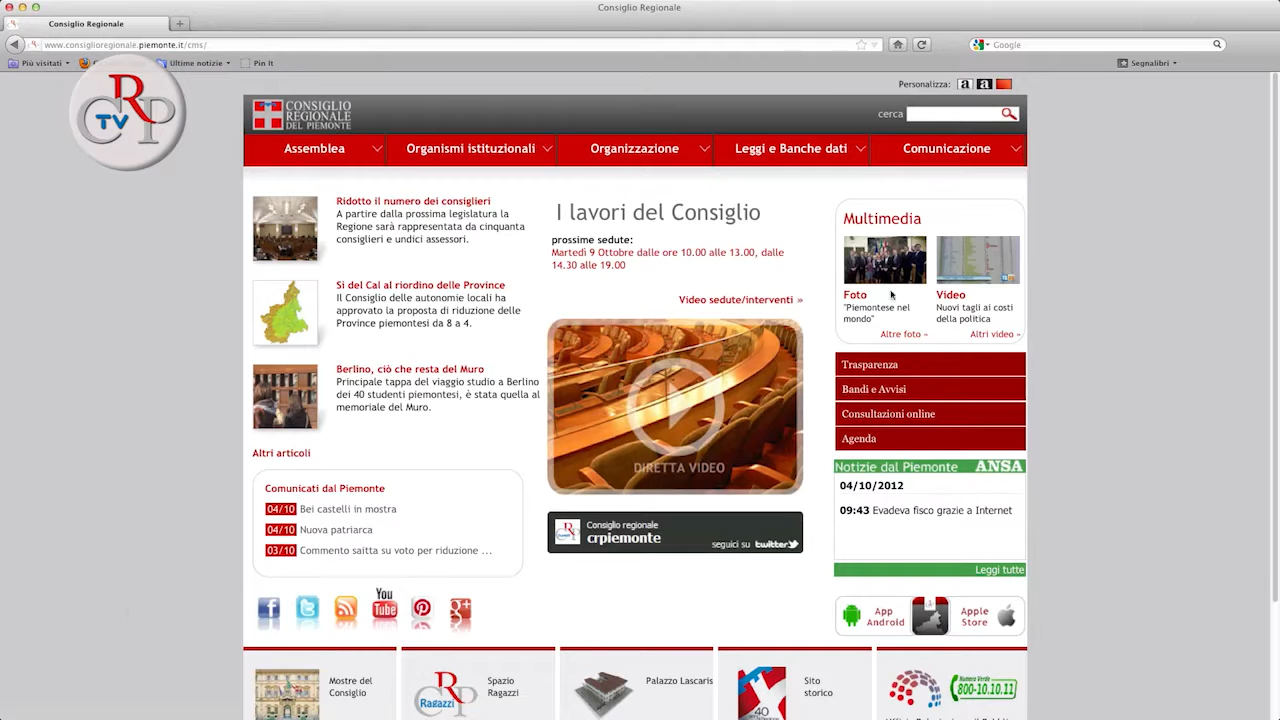 Consiglio Regionale
Consiglio Regionale
www.consiglioregionale.piemonte.it/cms/
Google
Più visitati
Ultime notizie
Pin It
Segnalibri
CRP
TV
Personalizza: a a
CONSIGLIO
REGIONALE
DEL PIEMONTE
cerca
Assemblea
Organismi istituzionali
Organizzazione
Leggi e Banche dati
Comunicazione
Ridotto il numero dei consiglieri
A partire dalla prossima legislatura la
Regione sarà rappresentata da cinquanta
consiglieri e undici assessori.
Sì del Cal al riordino delle Province
Il Consiglio delle autonomie locali ha
approvato la proposta di riduzione delle
Province piemontesi da 8 a 4.
Berlino, ciò che resta del Muro
Principale tappa del viaggio studio a Berlino
dei 40 studenti piemontesi, è stata quella al
memoriale del Muro.
Altri articoli
Comunicati dal Piemonte
04/10 Bei castelli in mostra
04/10 Nuova patriarca
03/10 Commento saitta su voto per riduzione ...
You
Tube
I lavori del Consiglio
prossime sedute:
Martedì 9 Ottobre dalle ore 10.00 alle 13.00, dalle
14.30 alle 19.00
Video sedute/interventi »
DIRETTA VIDEO
Consiglio regionale
crpiemonte
seguici su twitter
Multimedia
Foto
"Piemontese nel
mondo"
Altre foto »
Video
Nuovi tagli ai costi
della politica
Altri video »
Trasparenza
Bandi e Avvisi
Consultazioni online
Agenda
Notizie dal Piemonte ANSA
04/10/2012
09:43 Evadeva fisco grazie a Internet
Leggi tutte
App
Android
Apple
Store
Mostre del
Consiglio
CRP
Ragazzi
Spazio
Ragazzi
Palazzo Lascaris
40
Sito
storico
Numero Verde
800-10.10.11